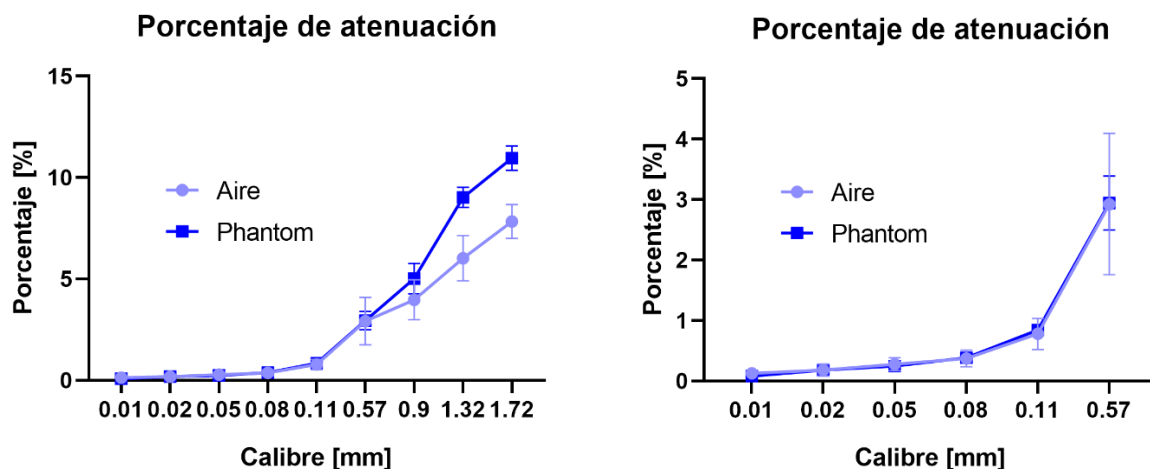 Porcentaje de atenuación
Porcentaje [%]
15
10
5
0
Aire
Phantom
0.01 0.02 0.05 0.08 0.11 0.57 0.9 1.32 1.72
Calibre [mm]
Porcentaje de atenuación
Porcentaje [%]
5
4
3
2
1
0
Aire
Phantom
0.01 0.02 0.05 0.08 0.11 0.57
Calibre [mm]